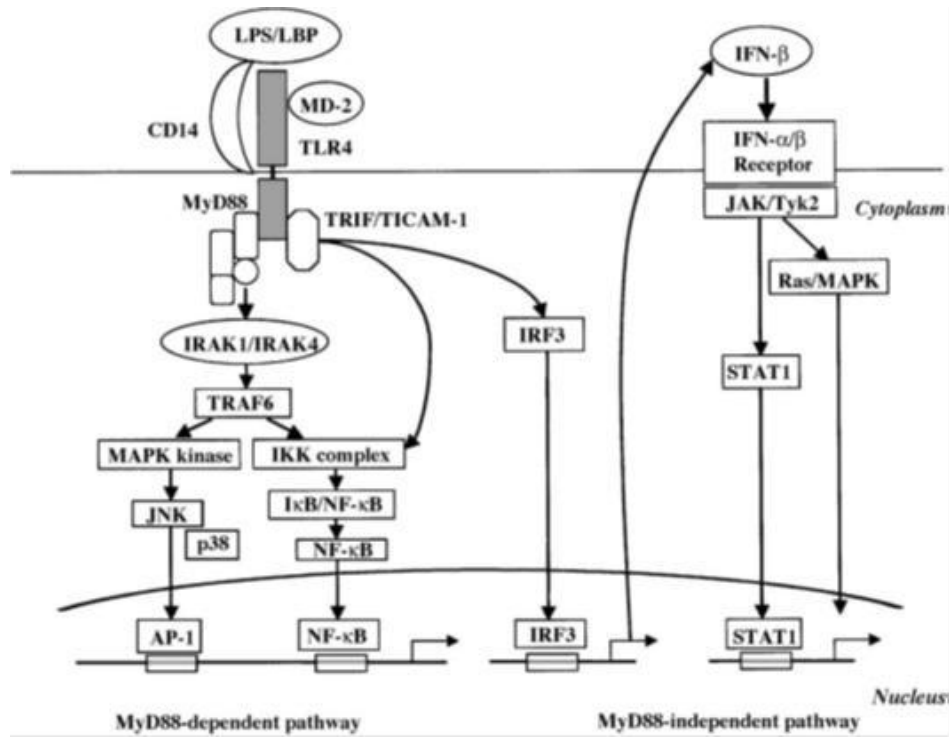 LPS/LBP
IFN-β
MD-2
CD14
TLR4
IFN-α/β
Receptor
MyD88
JAK/Tyk2
Cytoplasm
TRIF/TICAM-1
Ras/MAPK
IRF3
IRAK1/IRAK4
STAT1
TRAF6
MAPK kinase
IKK complex
JNK
IκB/NF-κB
p38
NF-κB
AP-1
NF-κB
IRF3
STAT1
Nucleus
MyD88-dependent pathway
MyD88-independent pathway